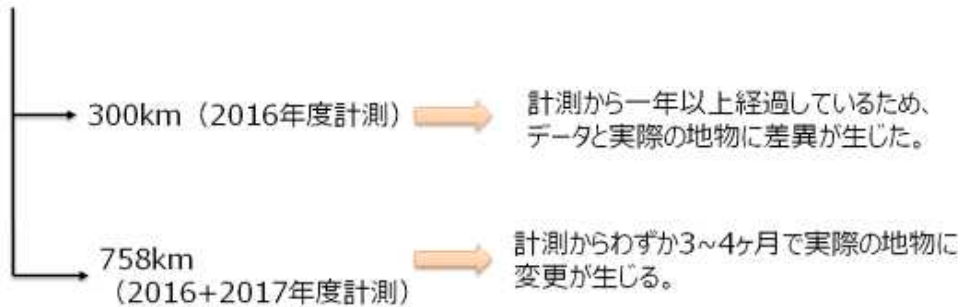 300km（2016年度計測）
計測から一年以上経過しているため、
データと実際の地物に差異が生じた。
758km
（2016+2017年度計測）
計測からわずか3~4ヶ月で実際の地物に
変更が生じる。